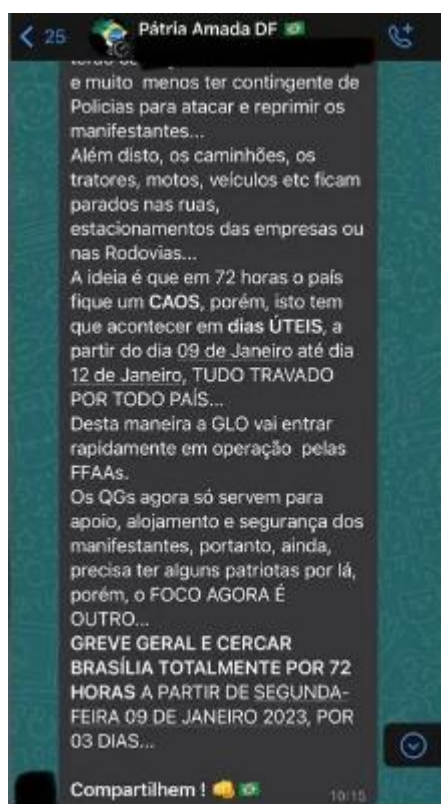 25
Pátria Amada DF
e muito menos ter contingente de
Policias para atacar e reprimir os
manifestantes...
Além disto, os caminhões, os
tratores, motos, veículos etc ficam
parados nas ruas,
estacionamentos das empresas ou
nas Rodovias...
A ideia é que em 72 horas o país
fique um CAOS, porém, isto tem
que acontecer em dias ÚTEIS, a
partir do dia 09 de Janeiro até dia
12 de Janeiro, TUDO TRAVADO
POR TODO PAÍS...
Desta maneira a GLO vai entrar
rapidamente em operação pelas
FFAAs.
Os QGs agora só servem para
apoio, alojamento e segurança dos
manifestantes, portanto, ainda,
precisa ter alguns patriotas por lá,
porém, o FOCO AGORA É
OUTRO...
GREVE GERAL E CERCAR
BRASÍLIA TOTALMENTE POR 72
HORAS A PARTIR DE SEGUNDA-
FEIRA 09 DE JANEIRO 2023, POR
03 DIAS...
Compartilhem !
10:15